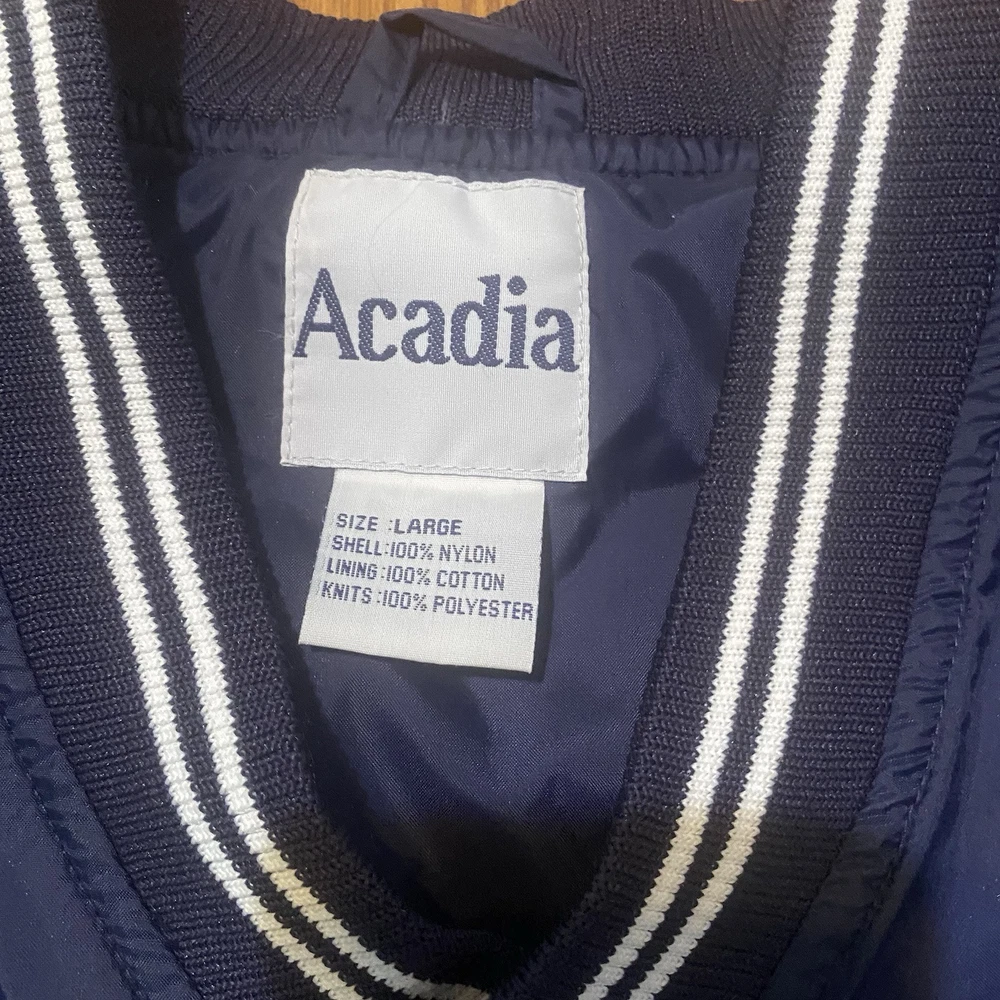 Acadia
SIZE :LARGE
SHELL:100% NYLON
LINING:100% COTTON
KNITS:100% POLYESTER